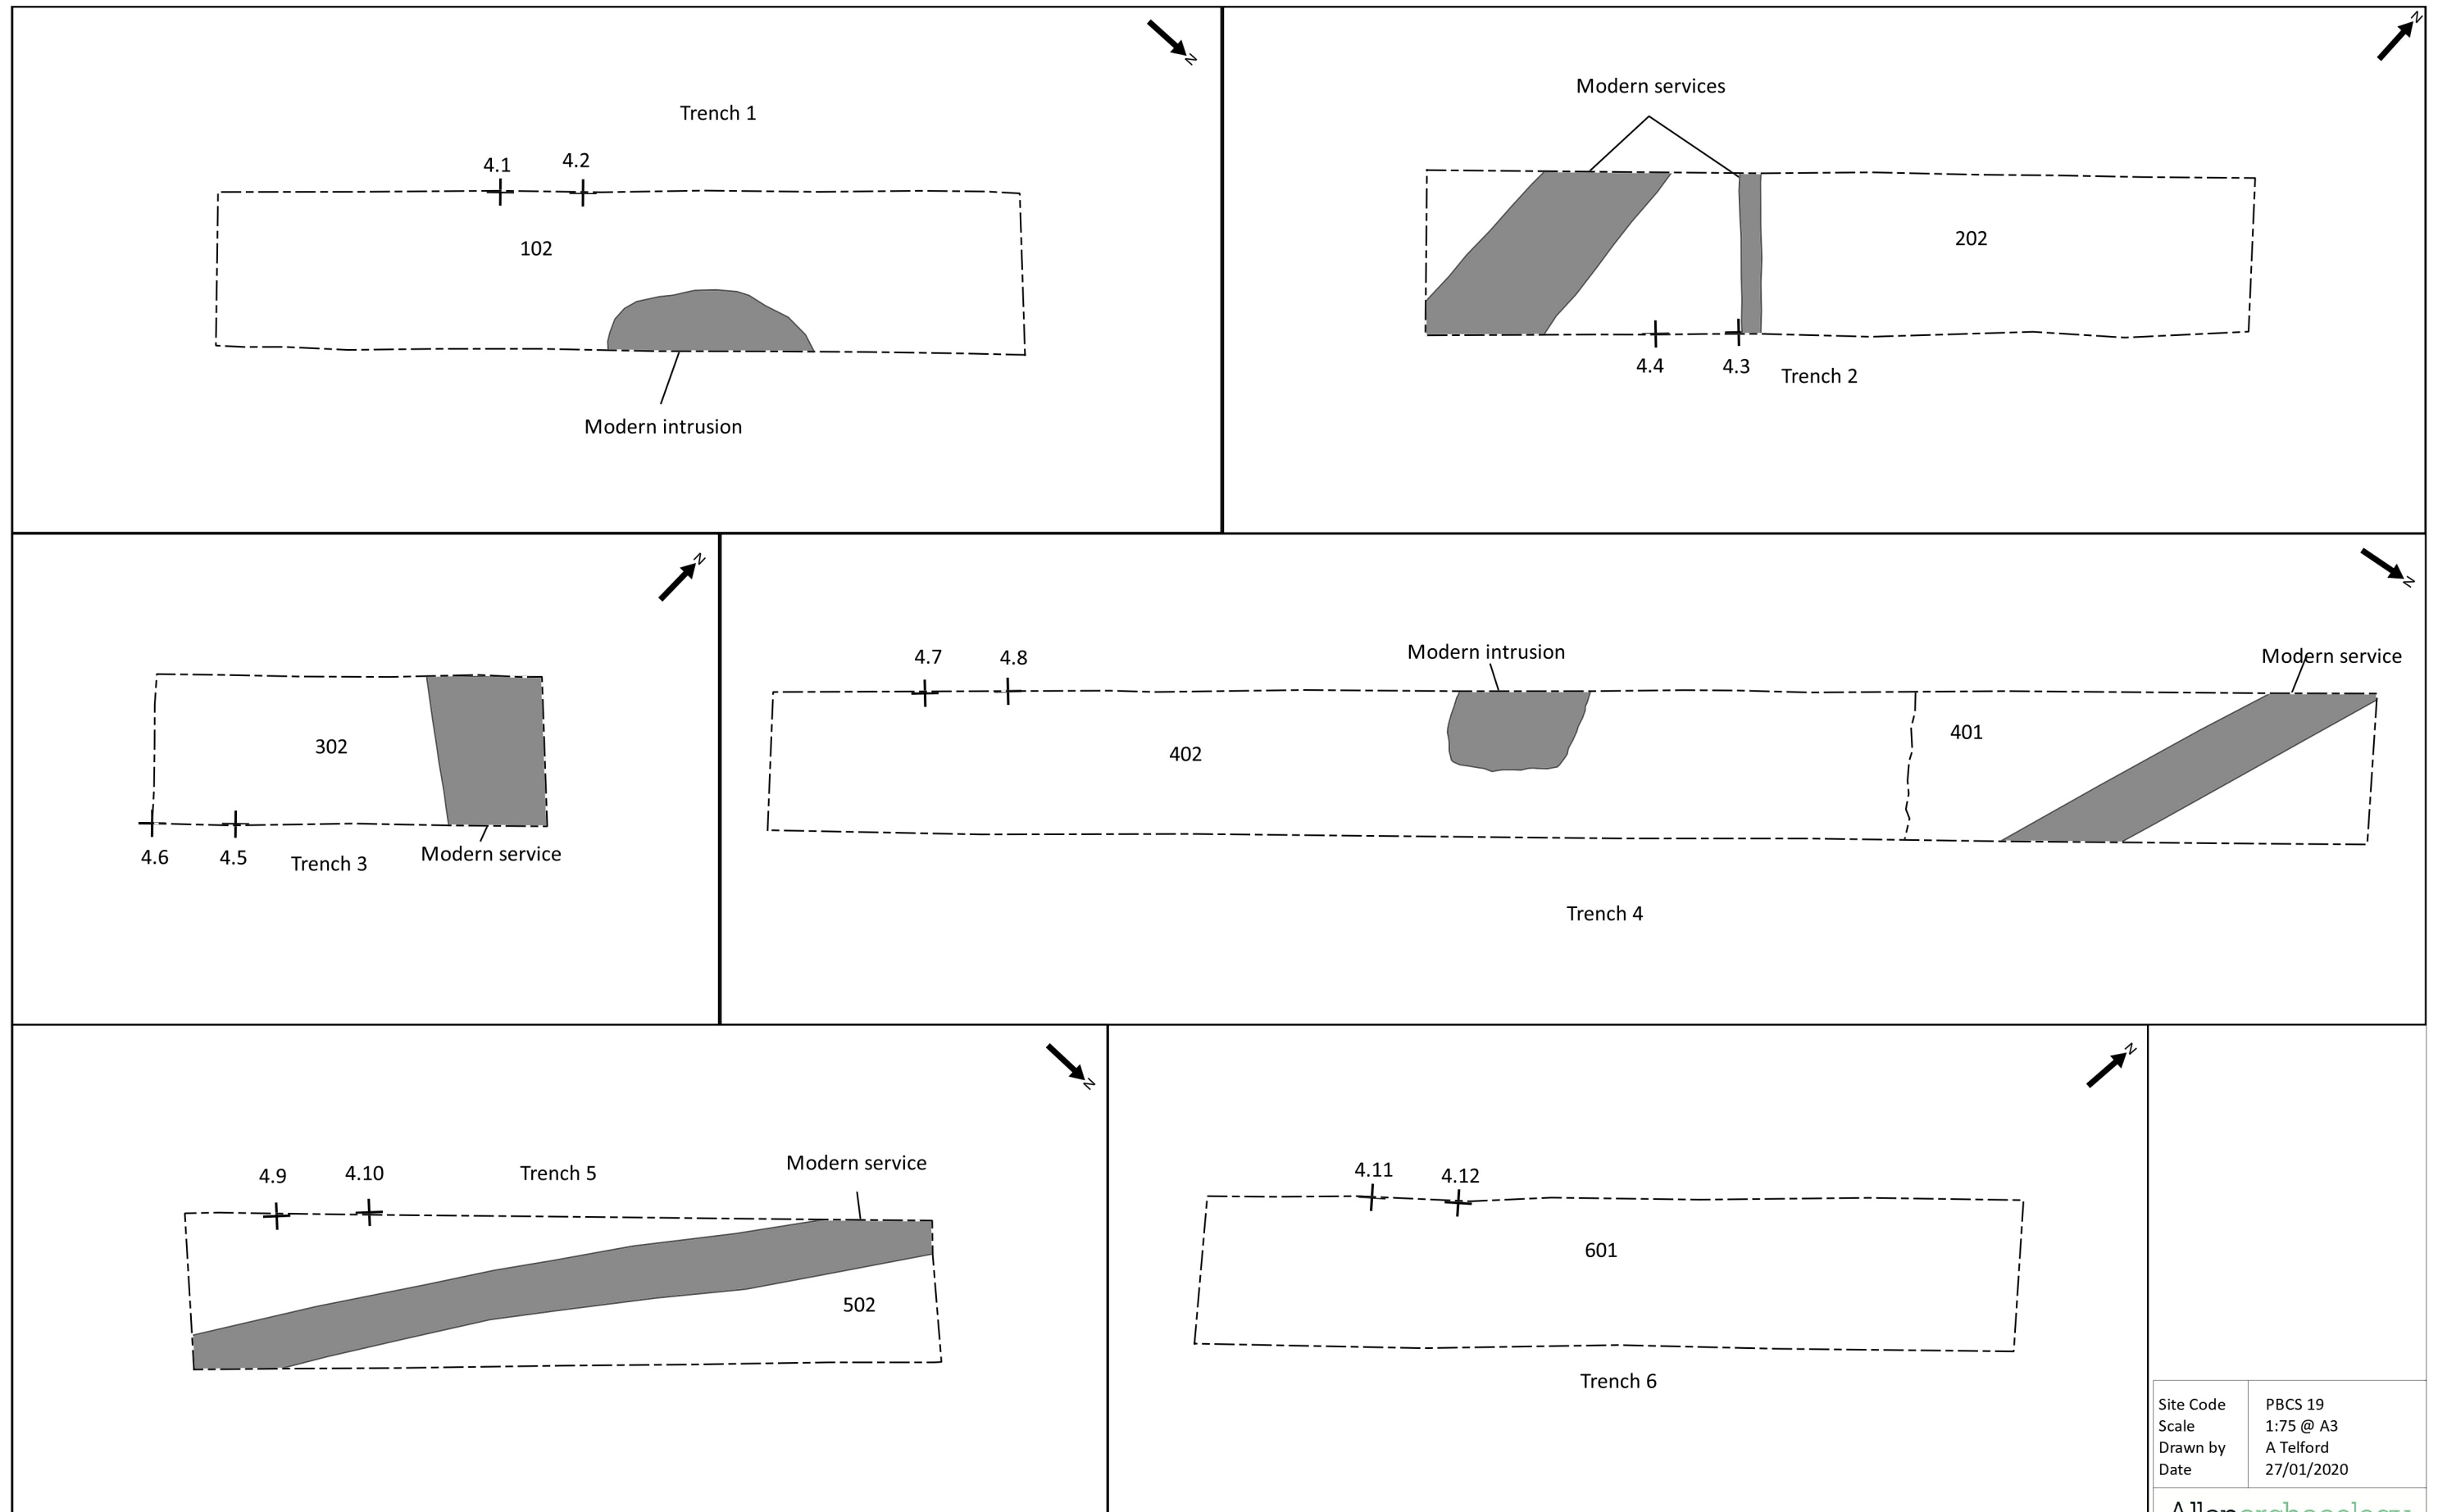 N
Trench 1
4.1
4.2
102
Modern intrusion
N
Modern services
202
4.4
4.3
Trench 2
N
302
4.6
4.5
Trench 3
Modern service
N
4.7
4.8
Modern intrusion
Modern service
402
401
Trench 4
N
4.9
4.10
Trench 5
Modern service
502
N
4.11
4.12
601
Trench 6
Site Code PBCS 19
Scale 1:75 @ A3
Drawn by A Telford
Date 27/01/2020
Allenarchaeology